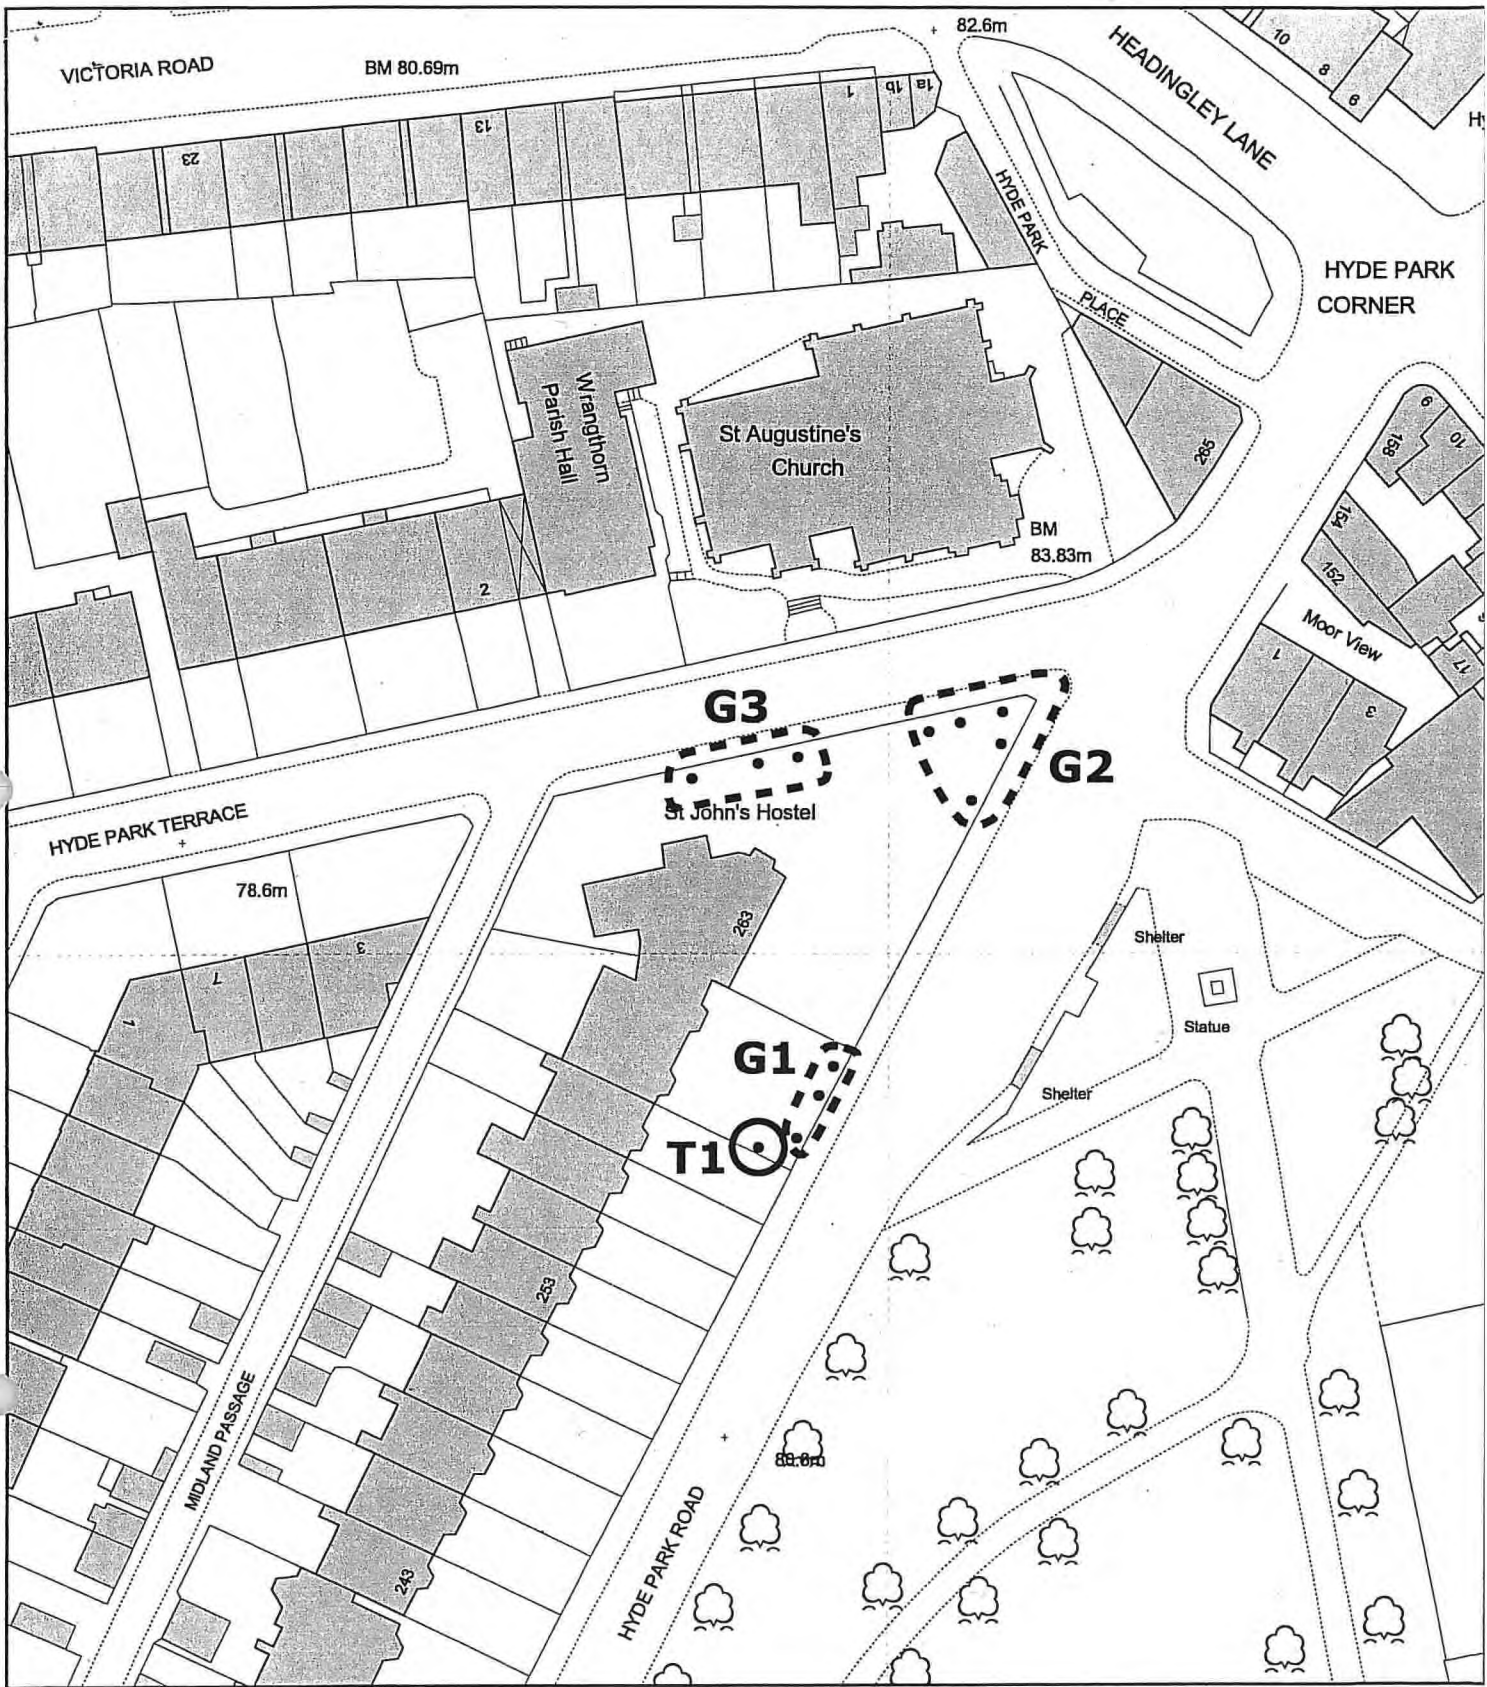 82.6m
VICTORIA ROAD
BM 80.69m
HEADINGLEY LANE
10
8
6
1a
1b
1
13
23
HYDE PARK
PLACE
HYDE PARK
CORNER
Wrangthorn
Parish Hall
St Augustine's
Church
265
9
10
158
154
152
BM
83.83m
2
Moor View
1
3
17
G3
G2
St John's Hostel
HYDE PARK TERRACE
78.6m
263
3
7
1
Shelter
Statue
Shelter
G1
T1
253
MIDLAND PASSAGE
243
HYDE PARK ROAD